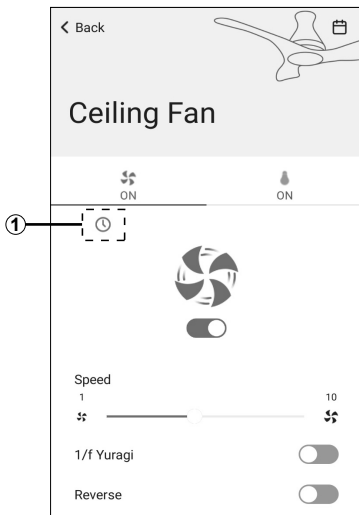 Back
Ceiling Fan
ON
ON
1
Speed
1
10
1/f Yuragi
Reverse